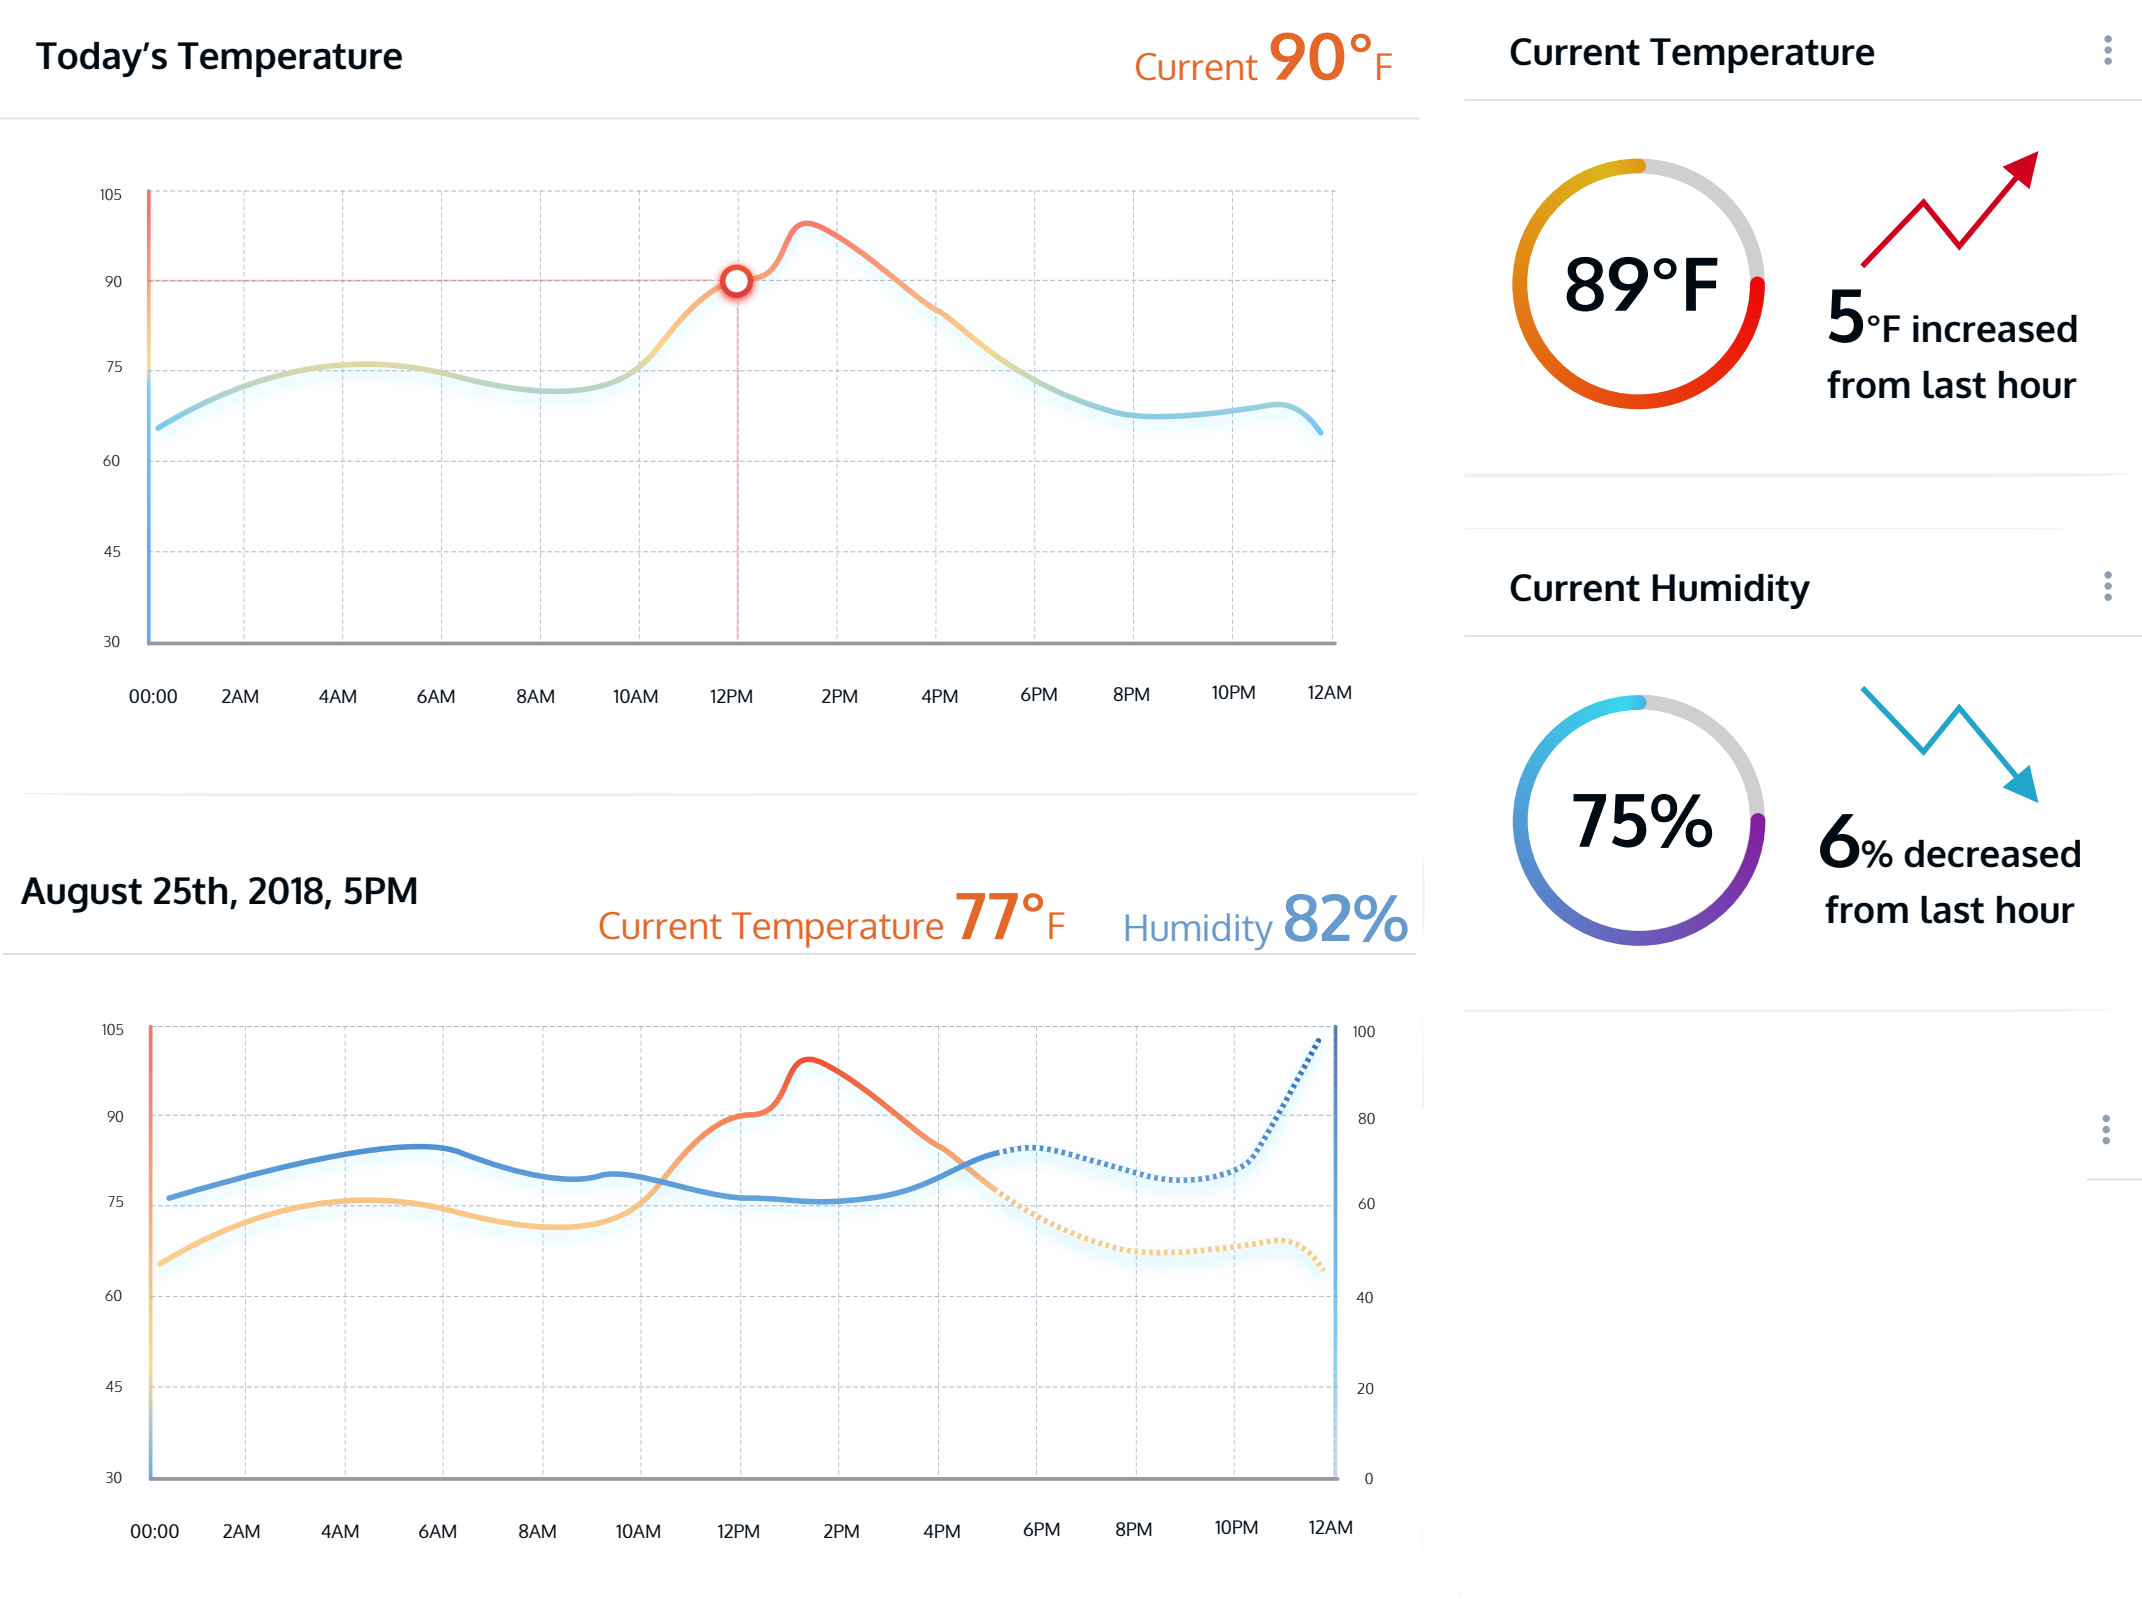 Today’s Temperature
Current 90°F
105
90
75
60
45
30
00:00 2AM 4AM 6AM 8AM 10AM 12PM 2PM 4PM 6PM 8PM 10PM 12AM
August 25th, 2018, 5PM
Current Temperature 77°F Humidity 82%
105 100
90 80
75 60
60 40
45 20
30 0
00:00 2AM 4AM 6AM 8AM 10AM 12PM 2PM 4PM 6PM 8PM 10PM 12AM
Current Temperature
89°F
5°F increased
from last hour
Current Humidity
75%
6% decreased
from last hour